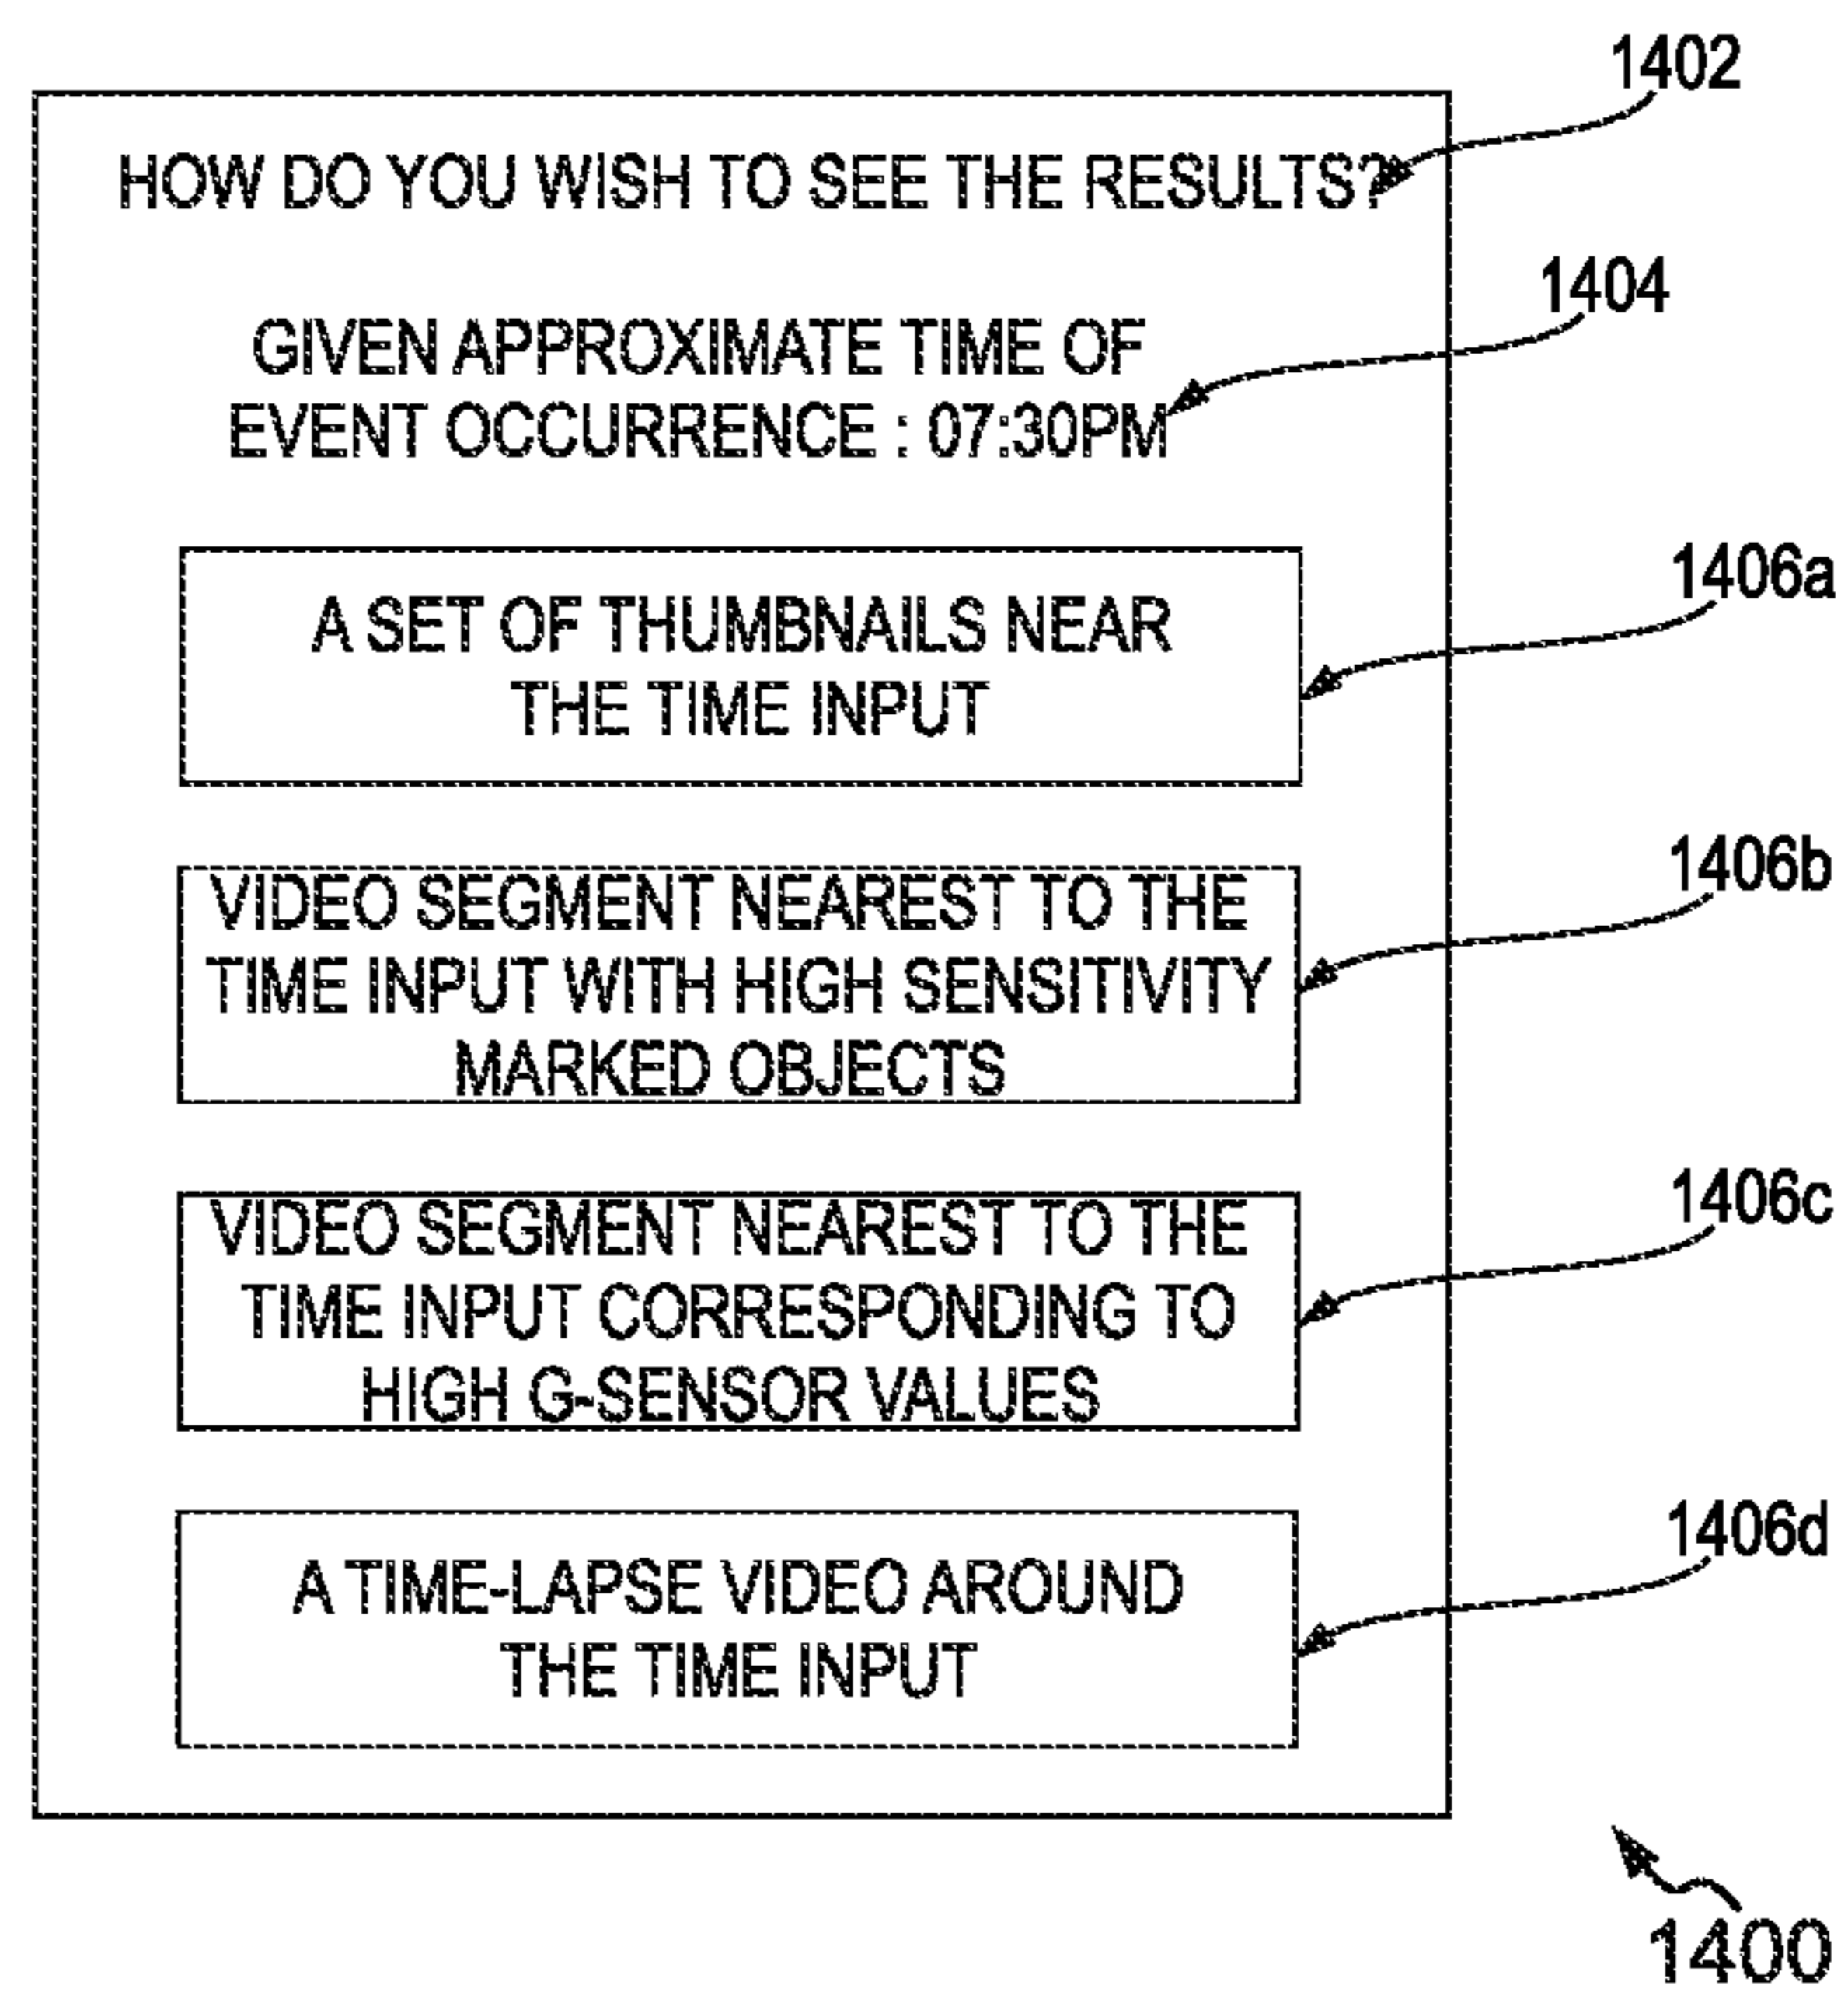 1402
HOW DO YOU WISH TO SEE THE RESULTS?
1404
GIVEN APPROXIMATE TIME OF
EVENT OCCURRENCE : 07:30PM
1406a
A SET OF THUMBNAILS NEAR
THE TIME INPUT
1406b
VIDEO SEGMENT NEAREST TO THE
TIME INPUT WITH HIGH SENSITIVITY
MARKED OBJECTS
1406c
VIDEO SEGMENT NEAREST TO THE
TIME INPUT CORRESPONDING TO
HIGH G-SENSOR VALUES
1406d
A TIME-LAPSE VIDEO AROUND
THE TIME INPUT
1400